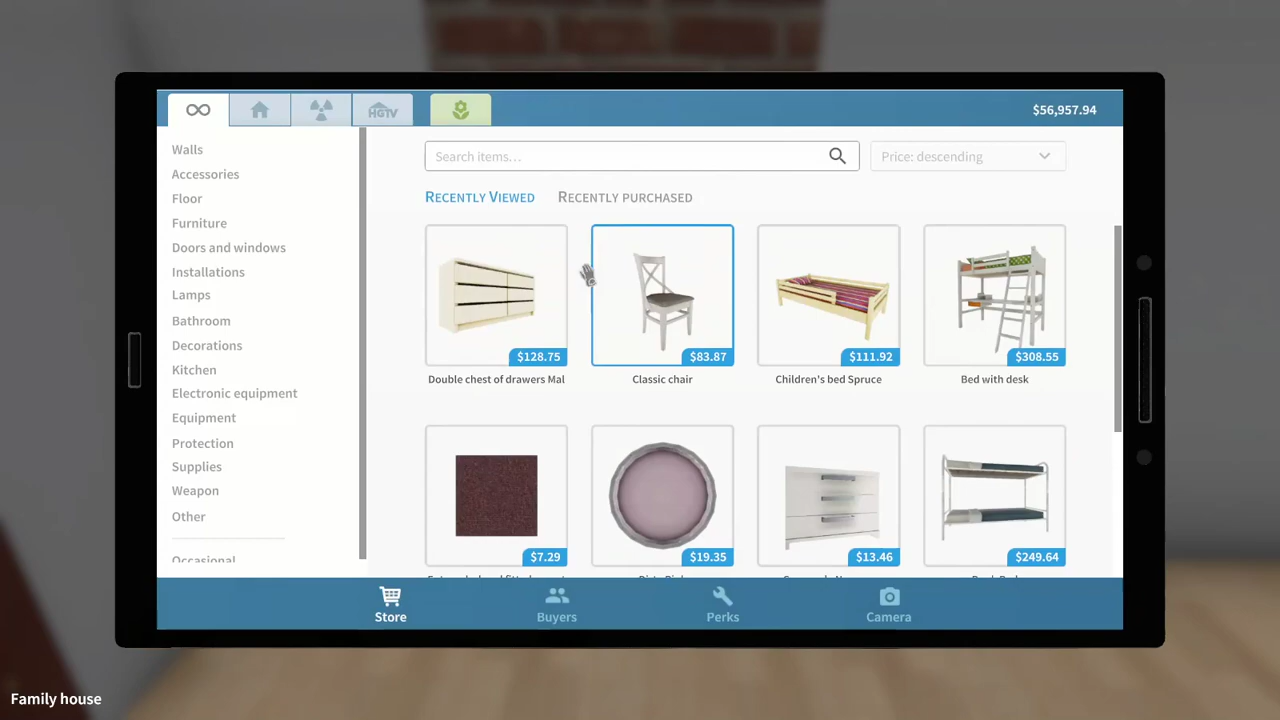 HGTV
$56,957.94
Walls
Accessories
Floor
Furniture
Doors and windows
Installations
Lamps
Bathroom
Decorations
Kitchen
Electronic equipment
Equipment
Protection
Supplies
Weapon
Other
Occasional
Search items...
Price: descending
RECENTLY VIEWED
RECENTLY PURCHASED
$128.75
Double chest of drawers Mal
$83.87
Classic chair
$111.92
Children's bed Spruce
$308.55
Bed with desk
$7.29
$19.35
$13.46
$249.64
Store
Buyers
Perks
Camera
Family house